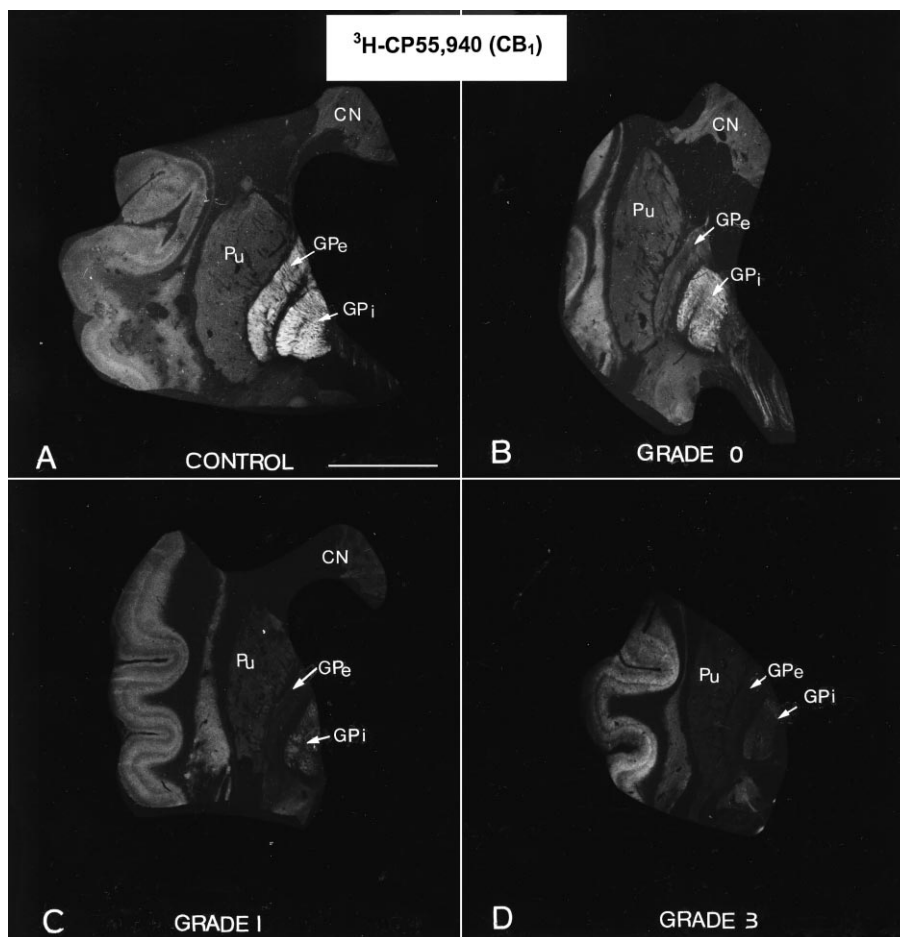 ³H-CP55,940 (CB₁)
CN
Pu
GPe
GPi
A
CONTROL
CN
Pu
GPe
GPi
B
GRADE 0
CN
Pu
GPe
GPi
C
GRADE 1
Pu
GPe
GPi
D
GRADE 3